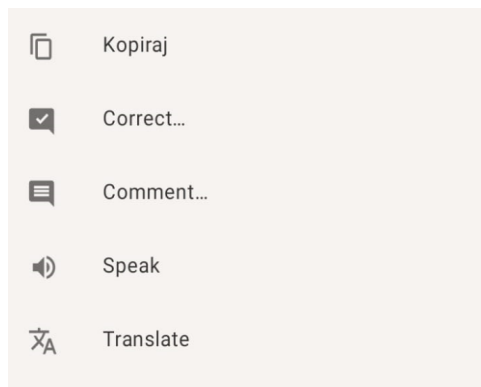 Kopiraj
Correct…
Comment…
Speak
Translate